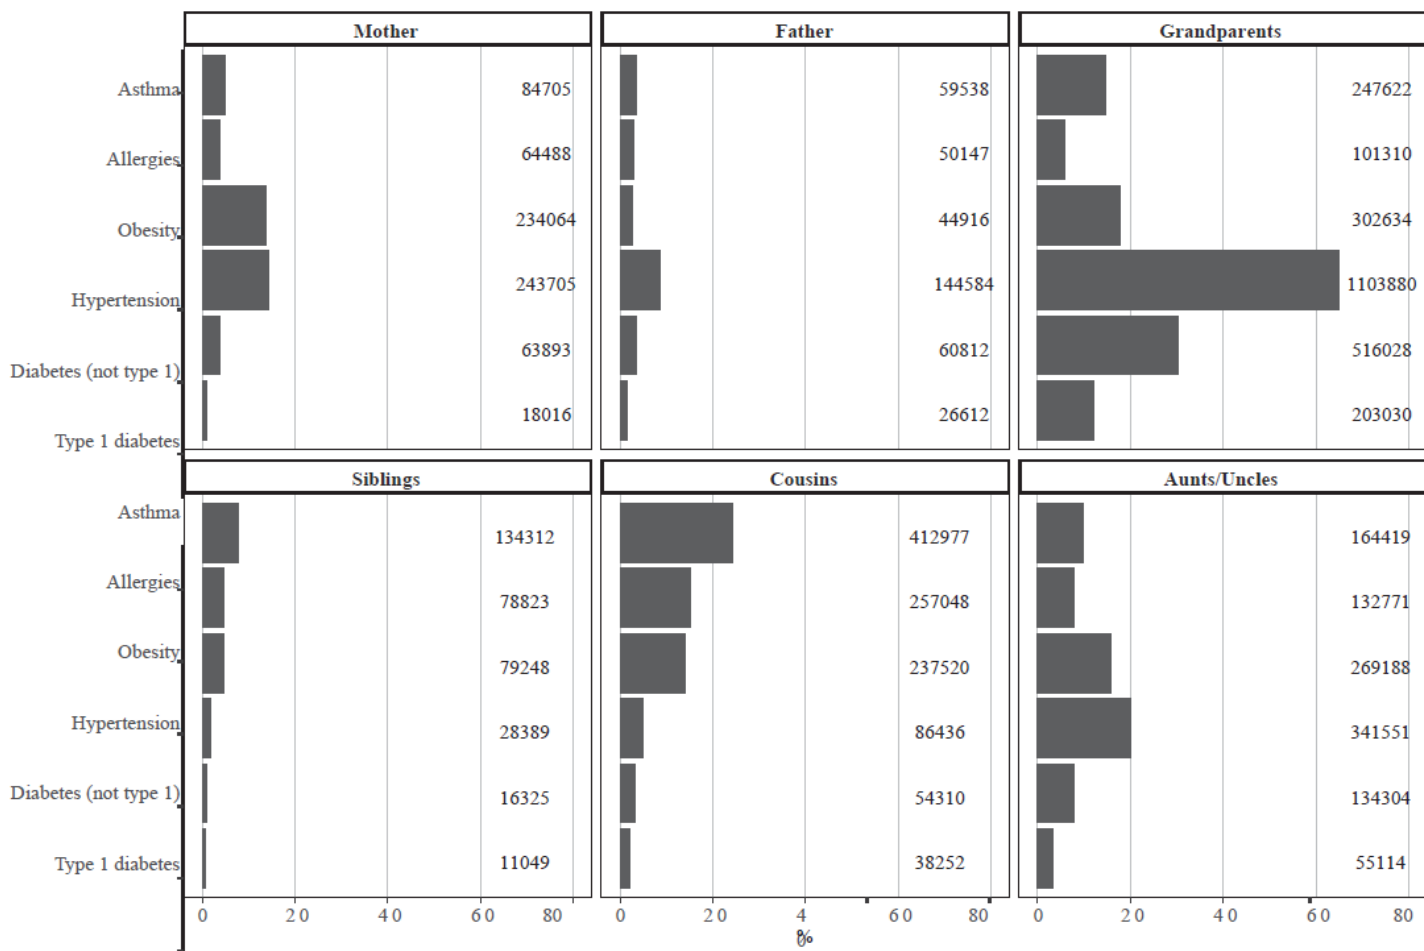 Mother Father Grandparents
Asthma 84705 59538 247622
Allergies 64488 50147 101310
Obesity 234064 44916 302634
Hypertension 243705 144584 1103880
Diabetes (not type 1) 63893 60812 516028
Type 1 diabetes 18016 26612 203030
Siblings Cousins Aunts/Uncles
Asthma 134312 412977 164419
Allergies 78823 257048 132771
Obesity 79248 237520 269188
Hypertension 28389 86436 341551
Diabetes (not type 1) 16325 54310 134304
Type 1 diabetes 11049 38252 55114
0 20 40 60 80 0 20 4 60 80 0 20 40 60 80
%